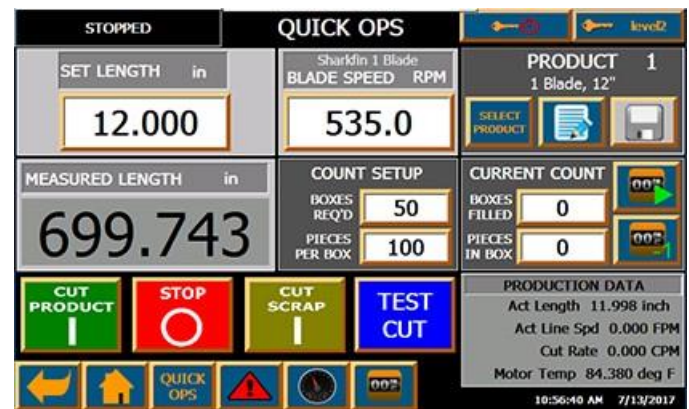 STOPPED
QUICK OPS
level2
SET LENGTH in
12.000
Sharkfin 1 Blade
BLADE SPEED RPM
535.0
PRODUCT 1
1 Blade, 12"
SELECT
PRODUCT
MEASURED LENGTH in
699.743
COUNT SETUP
BOXES
REQ'D
50
PIECES
PER BOX
100
CURRENT COUNT
BOXES
FILLED
0
PIECES
IN BOX
0
002
002
-1
CUT
PRODUCT
STOP
CUT
SCRAP
TEST
CUT
PRODUCTION DATA
Act Length 11.998 inch
Act Line Spd 0.000 FPM
Cut Rate 0.000 CPM
Motor Temp 84.380 deg F
QUICK
OPS
002
10:56:40 AM 7/13/2017